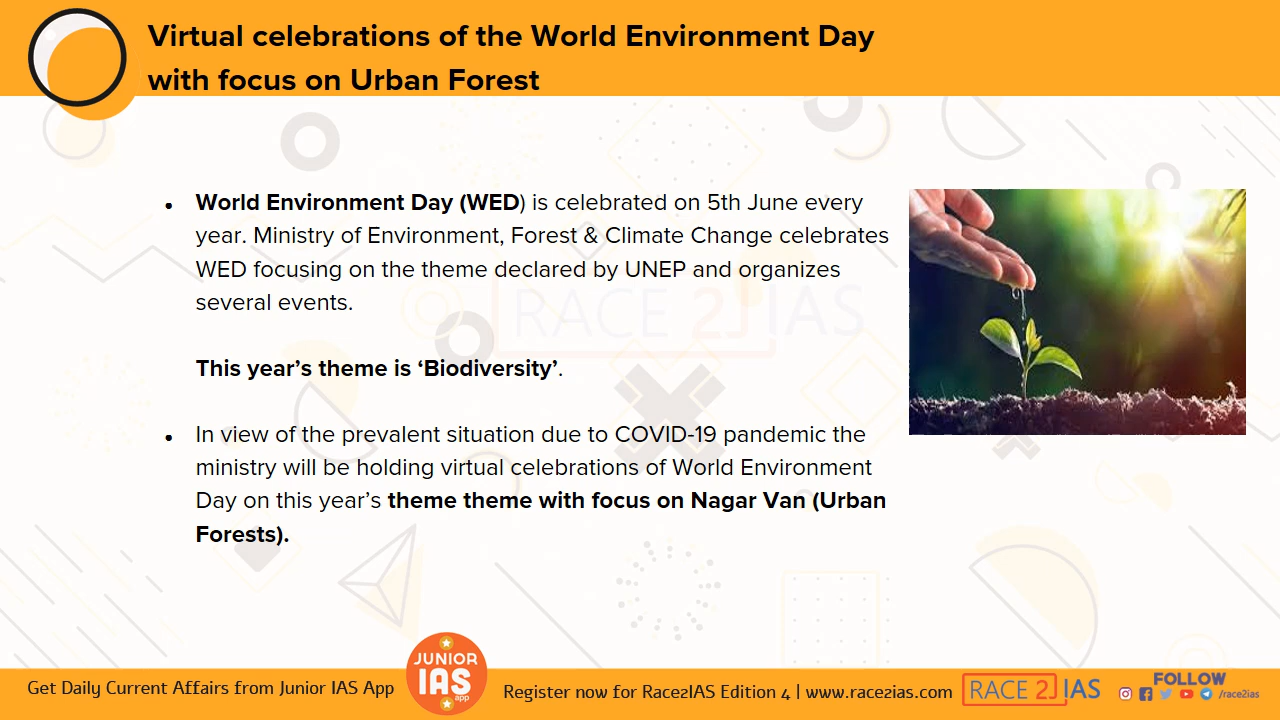 Virtual celebrations of the World Environment Day
with focus on Urban Forest
• World Environment Day (WED) is celebrated on 5th June every
year. Ministry of Environment, Forest & Climate Change celebrates
WED focusing on the theme declared by UNEP and organizes
several events.
This year’s theme is ‘Biodiversity’.
• In view of the prevalent situation due to COVID-19 pandemic the
ministry will be holding virtual celebrations of World Environment
Day on this year’s theme theme with focus on Nagar Van (Urban
Forests).
RACE 2 IAS
Get Daily Current Affairs from Junior IAS App
JUNIOR
IAS
app
Register now for Race2IAS Edition 4 | www.race2ias.com
RACE 2 IAS
FOLLOW
/race2ias